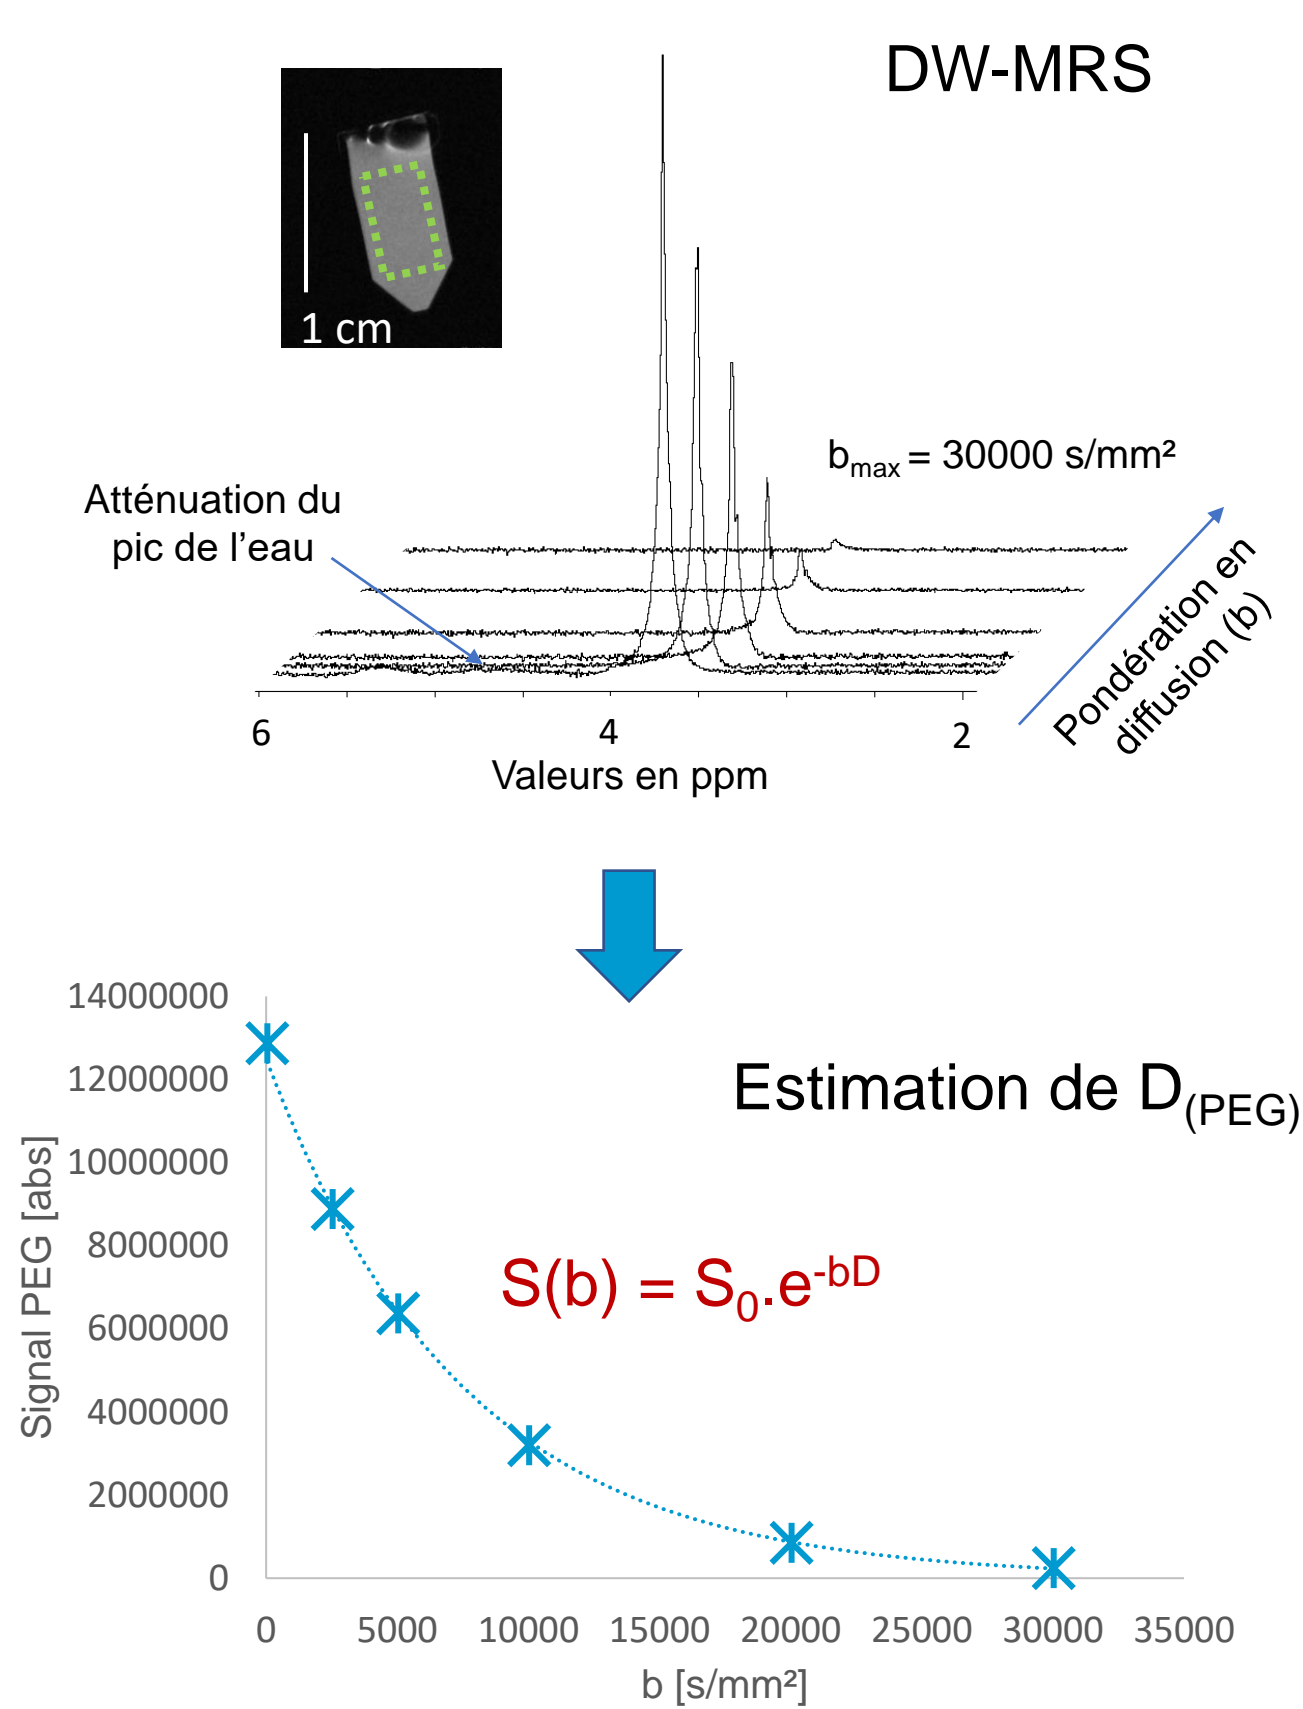 DW-MRS
1 cm
b_max = 30000 s/mm²
Atténuation du
pic de l'eau
Pondération en
diffusion (b)
6 4 2
Valeurs en ppm
14000000
12000000
10000000
8000000
6000000
4000000
2000000
0
Signal PEG [abs]
Estimation de D(PEG)
S(b) = S₀.e^-bD
0 5000 10000 15000 20000 25000 30000 35000
b [s/mm²]